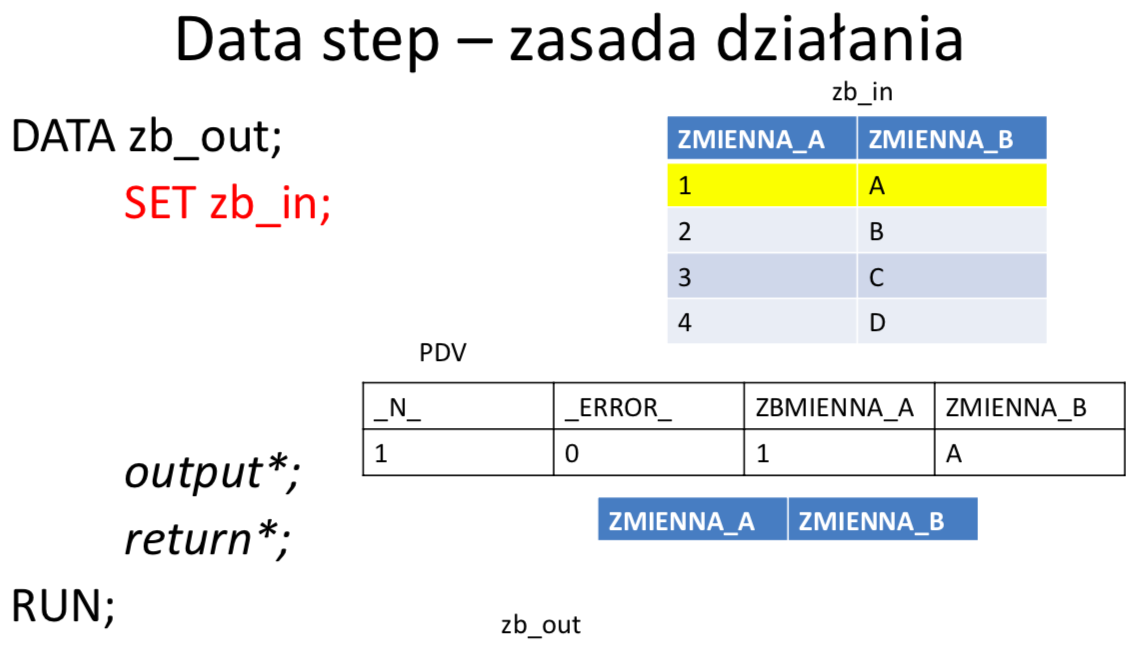 Data step – zasada działania
DATA zb_out;
SET zb_in;
zb_in
ZMIENNA_A ZMIENNA_B
1 A
2 B
3 C
4 D
PDV
_N_ _ERROR_ ZBMIENNA_A ZMIENNA_B
1 0 1 A
output*;
return*;
ZMIENNA_A ZMIENNA_B
RUN;
zb_out